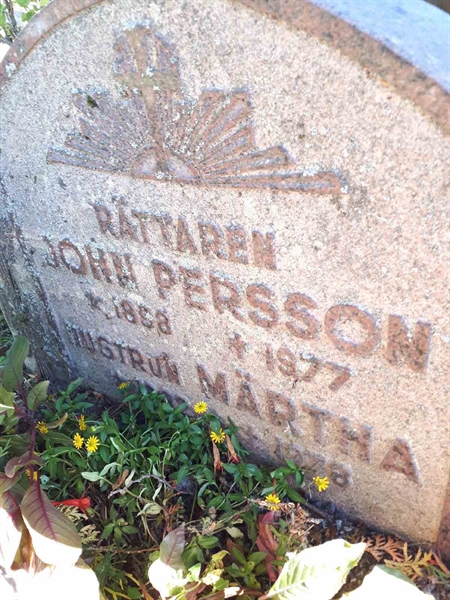 RÄTTAREN
JOHN PERSSON
* 1898 + 1977
HUSTRUN MÄRTHA